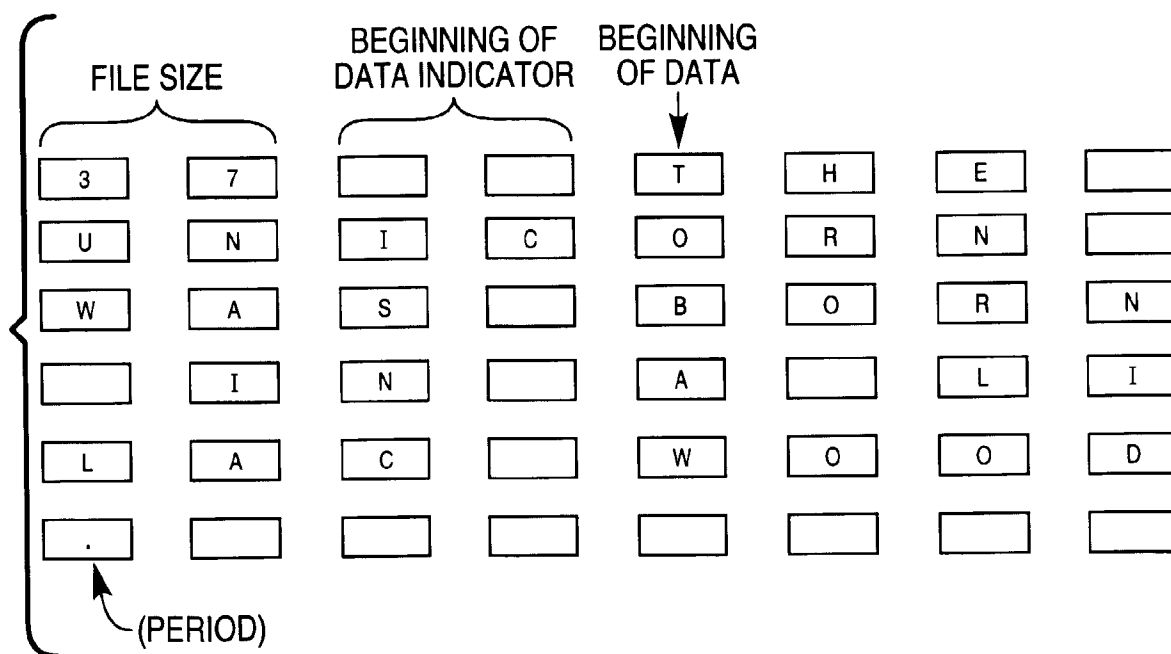 BEGINNING OF DATA INDICATOR
BEGINNING OF DATA
FILE SIZE
3 7 T H E
U N I C O R N
W A S B O R N
I N A L I
L A C W O O D
.
(PERIOD)